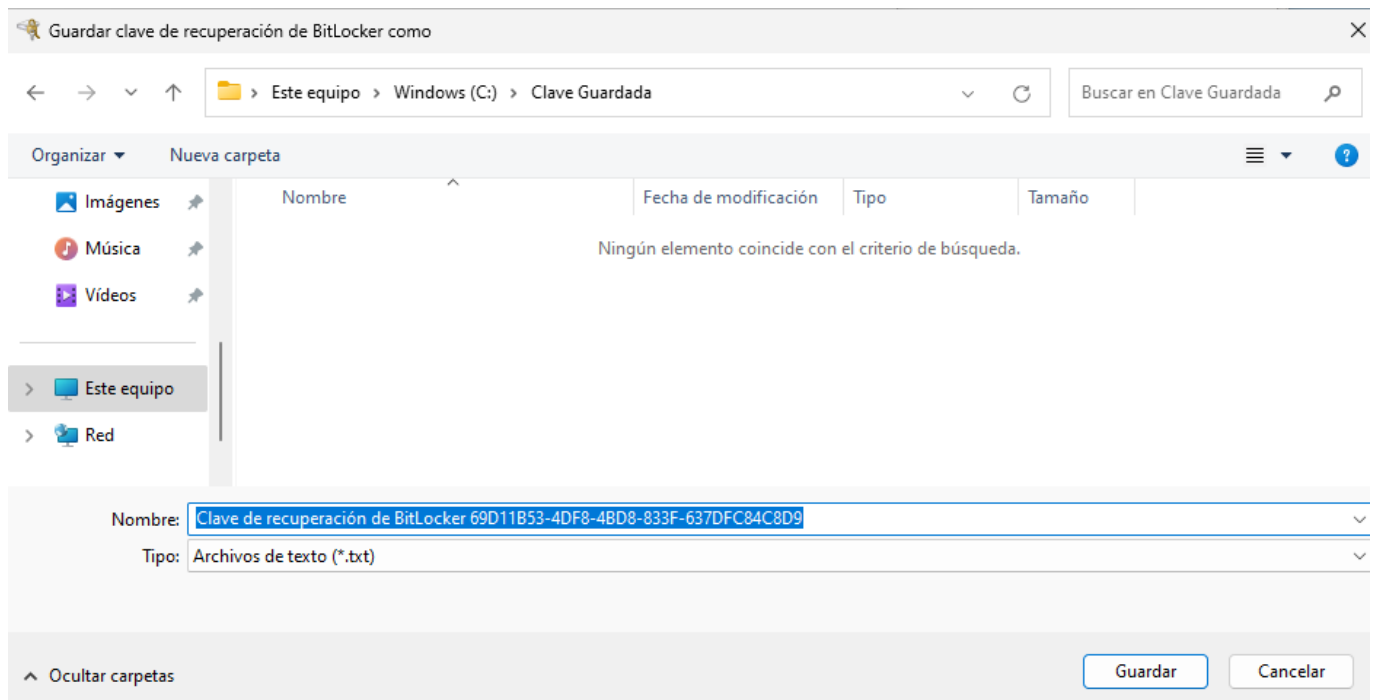 Guardar clave de recuperación de BitLocker como
Este equipo > Windows (C:) > Clave Guardada
Buscar en Clave Guardada
Organizar
Nueva carpeta
Nombre
Fecha de modificación
Tipo
Tamaño
Imágenes
Música
Vídeos
Ningún elemento coincide con el criterio de búsqueda.
Este equipo
Red
Nombre: Clave de recuperación de BitLocker 69D11B53-4DF8-4BD8-833F-637DFC84C8D9
Tipo: Archivos de texto (*.txt)
Ocultar carpetas
Guardar
Cancelar